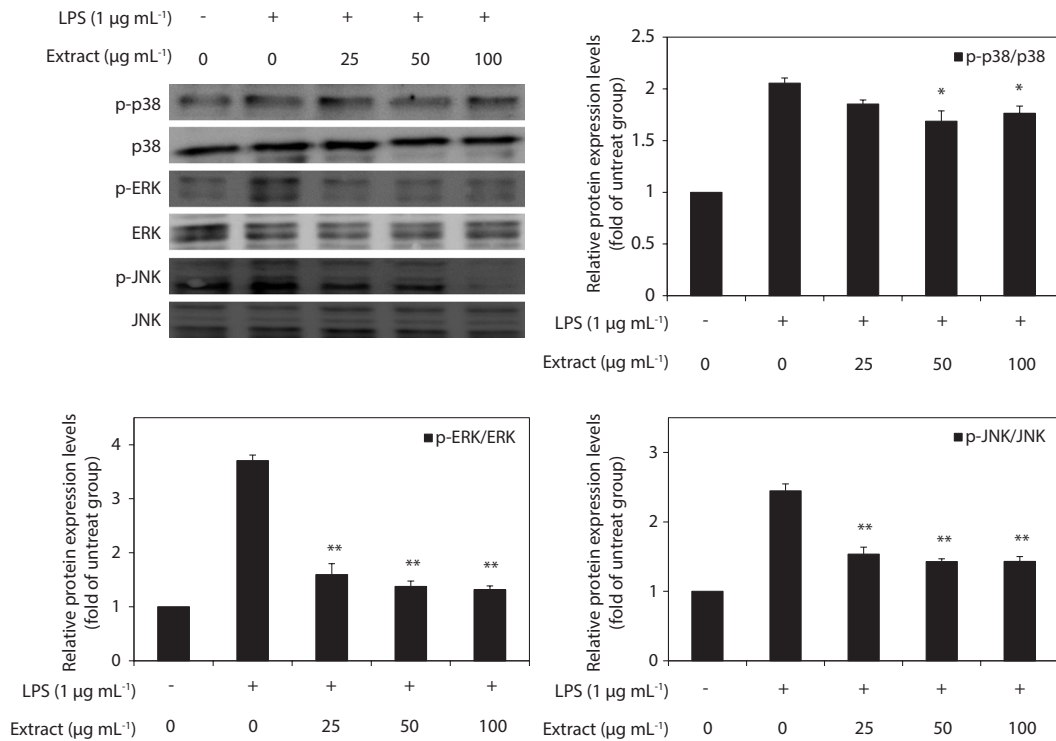 LPS (1 μg mL-1) - + + + +
Extract (μg mL-1) 0 0 25 50 100
p-p38
p38
p-ERK
ERK
p-JNK
JNK
Relative protein expression levels
(fold of untreat group)
2.5
2
1.5
1
0.5
0
p-p38/p38
* *
LPS (1 μg mL-1) - + + + +
Extract (μg mL-1) 0 0 25 50 100
Relative protein expression levels
(fold of untreat group)
4
3
2
1
0
p-ERK/ERK
** ** **
LPS (1 μg mL-1) - + + + +
Extract (μg mL-1) 0 0 25 50 100
Relative protein expression levels
(fold of untreat group)
3
2
1
0
p-JNK/JNK
** ** **
LPS (1 μg mL-1) - + + + +
Extract (μg mL-1) 0 0 25 50 100